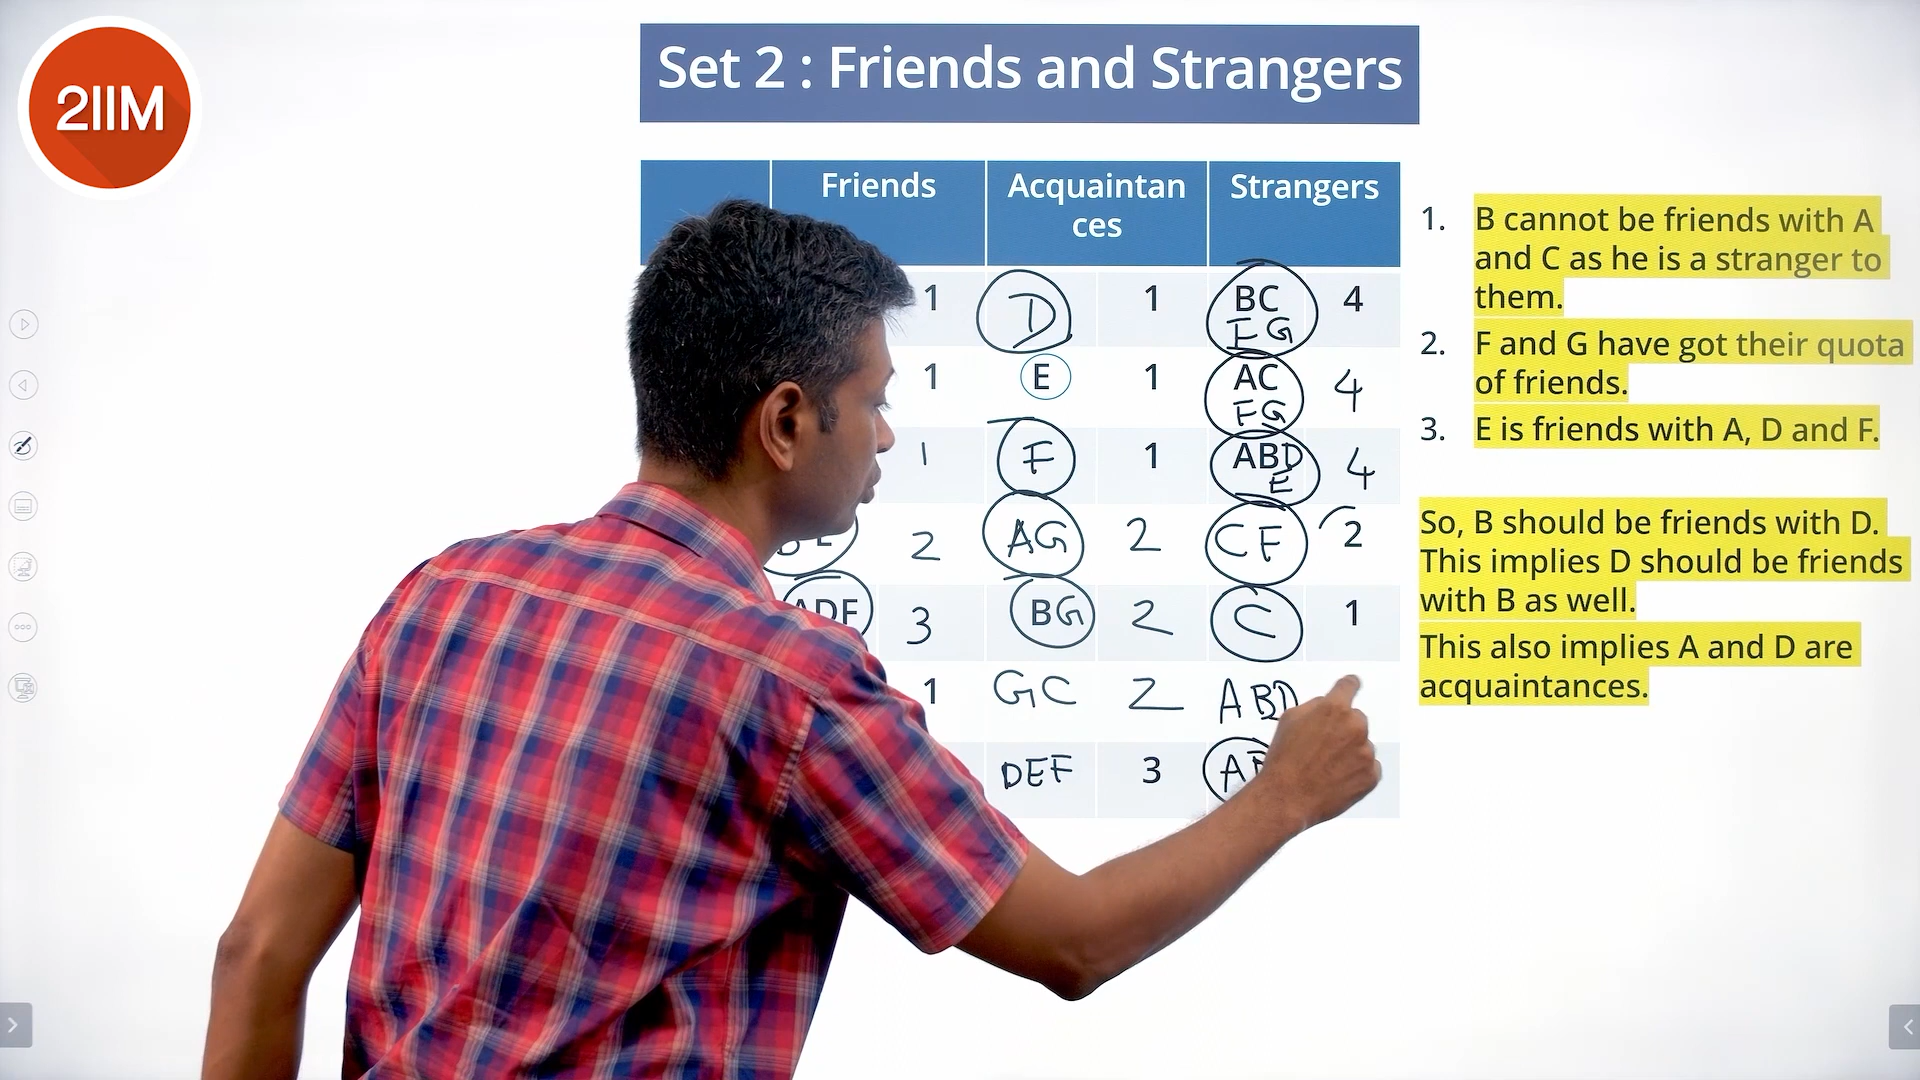 2IIM
Set 2 : Friends and Strangers
Friends
Acquaintan
ces
Strangers
1 D 1 BC 4
FG
1 E 1 AC 4
FG
1 F 1 ABD 4
E
2 AG 2 CF 2
ADF 3 BG 2 C 1
1 GC 2 ABD
DEF 3
1. B cannot be friends with A
and C as he is a stranger to
them.
2. F and G have got their quota
of friends.
3. E is friends with A, D and F.
So, B should be friends with D.
This implies D should be friends
with B as well.
This also implies A and D are
acquaintances.